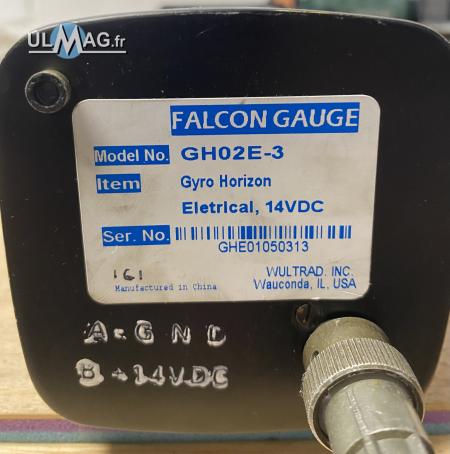 ULMAG.fr
FALCON GAUGE
Model No. GH02E-3
Item Gyro Horizon
Eletrical, 14VDC
Ser. No.
GHE01050313
161
WULTRAD. INC.
Manufactured in China
Wauconda, IL, USA
A - GND
B + 14VDC